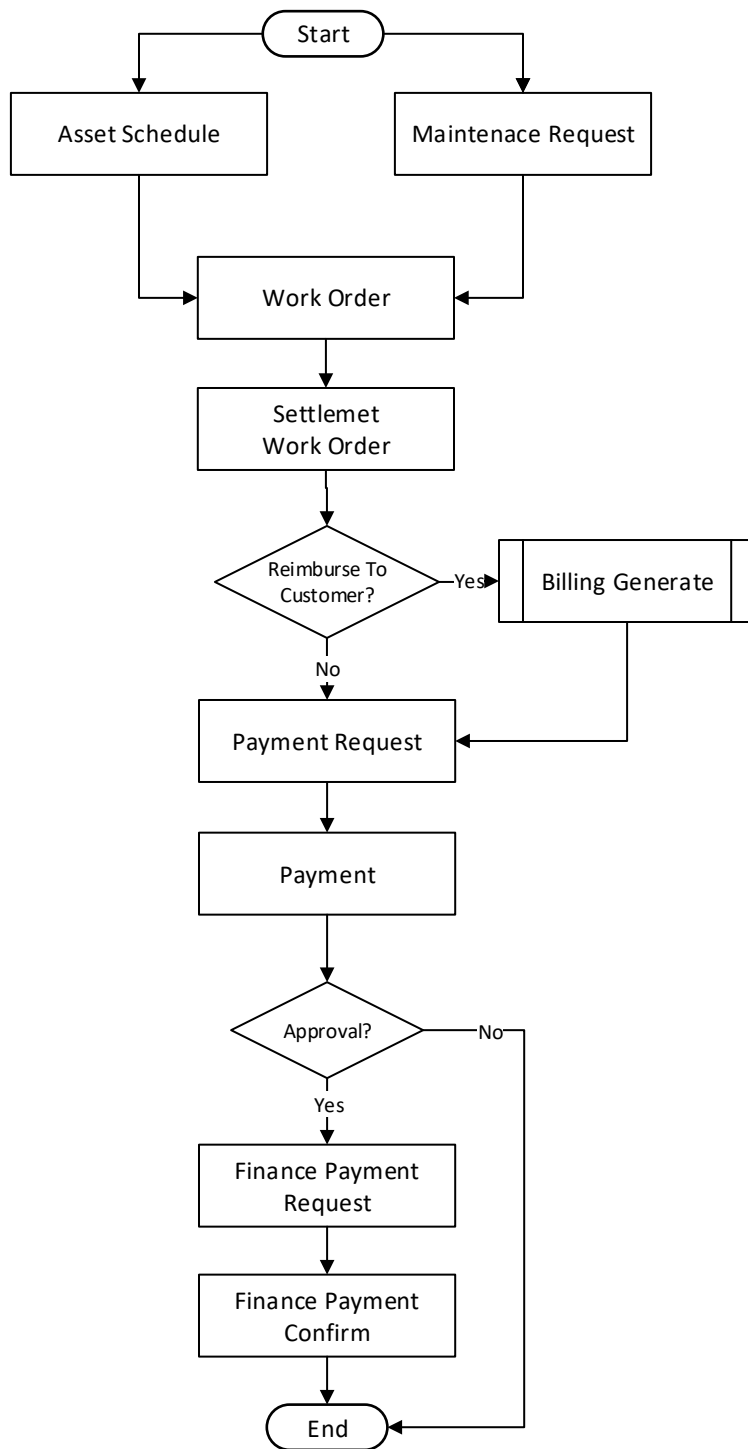 Start
Asset Schedule
Maintenace Request
Work Order
Settlemet
Work Order
Reimburse To
Customer?
Yes
Billing Generate
No
Payment Request
Payment
Approval?
No
Yes
Finance Payment
Request
Finance Payment
Confirm
End